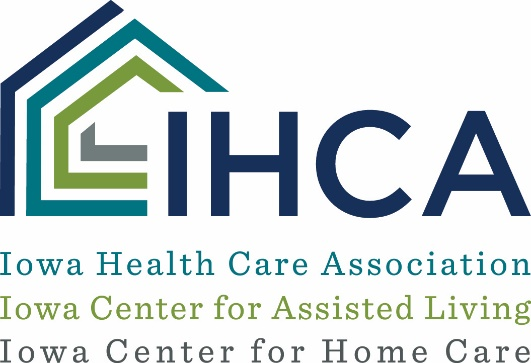 IHCA
Iowa Health Care Association
Iowa Center for Assisted Living
Iowa Center for Home Care